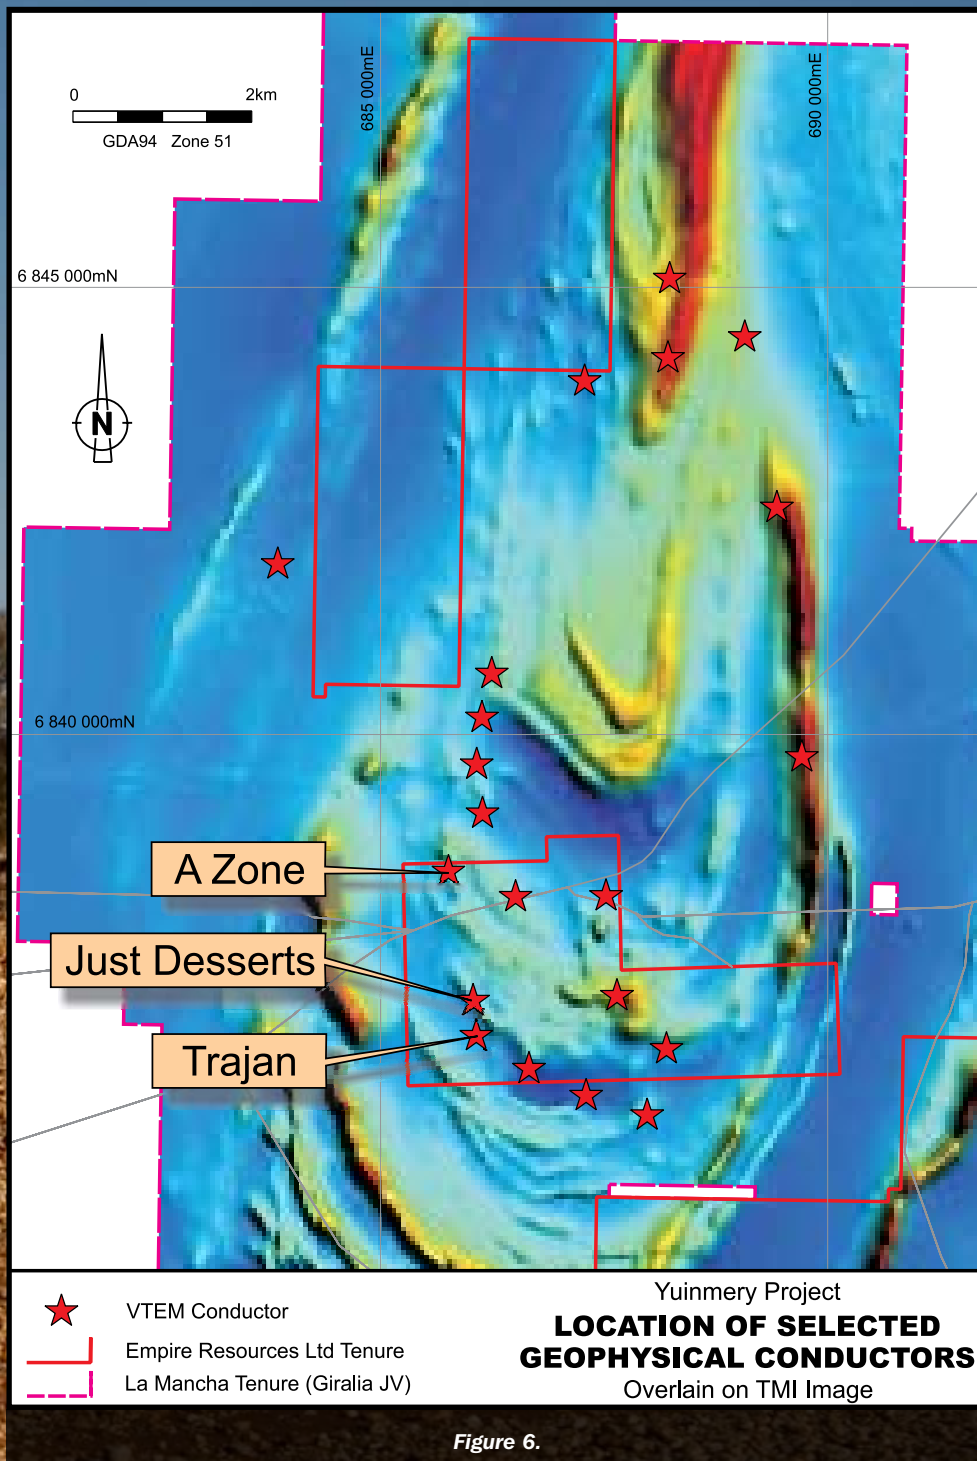 0 2km
GDA94 Zone 51
685 000mE
690 000mE
6 845 000mN
N
6 840 000mN
A Zone
Just Desserts
Trajan
VTEM Conductor
Empire Resources Ltd Tenure
La Mancha Tenure (Giralia JV)
Yuinmery Project
LOCATION OF SELECTED
GEOPHYSICAL CONDUCTORS
Overlain on TMI Image
Figure 6.